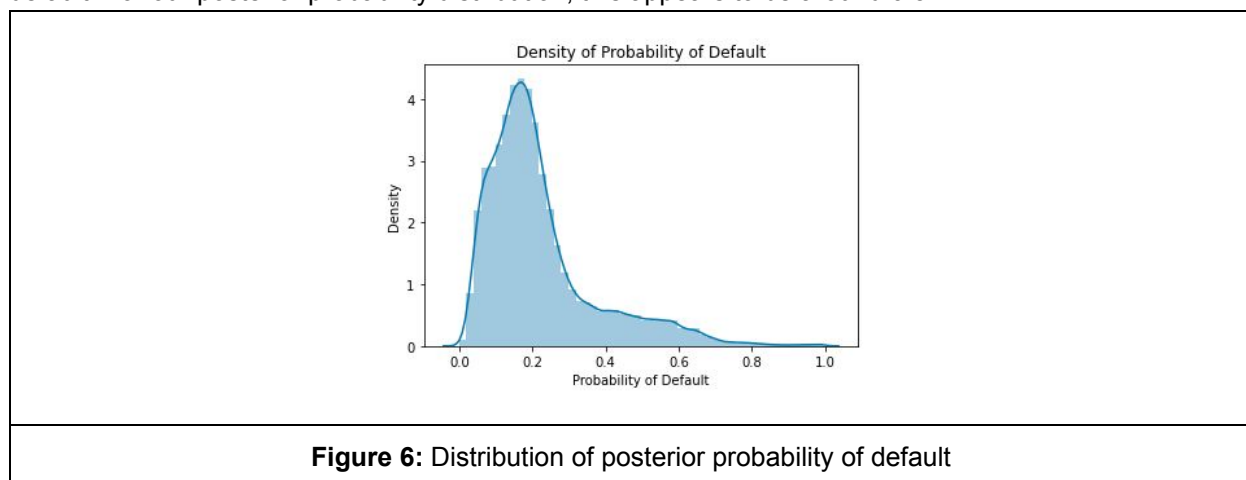 Density of Probability of Default
4
3
2
1
0
Density
0.0 0.2 0.4 0.6 0.8 1.0
Probability of Default
Figure 6: Distribution of posterior probability of default